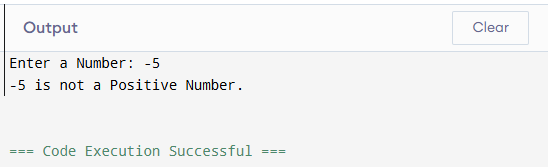 Output
Clear
Enter a Number: -5
-5 is not a Positive Number.
=== Code Execution Successful ===